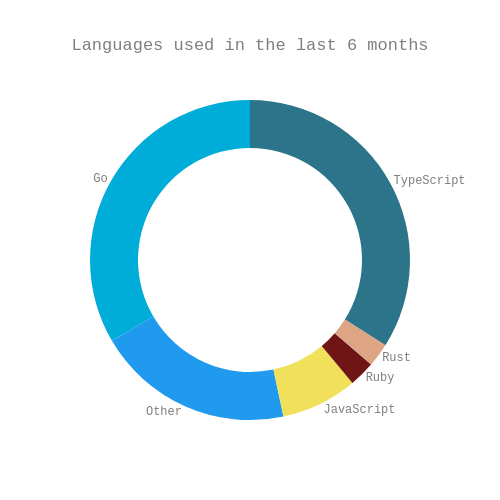 Languages used in the last 6 months
Go
TypeScript
Rust
Ruby
JavaScript
Other